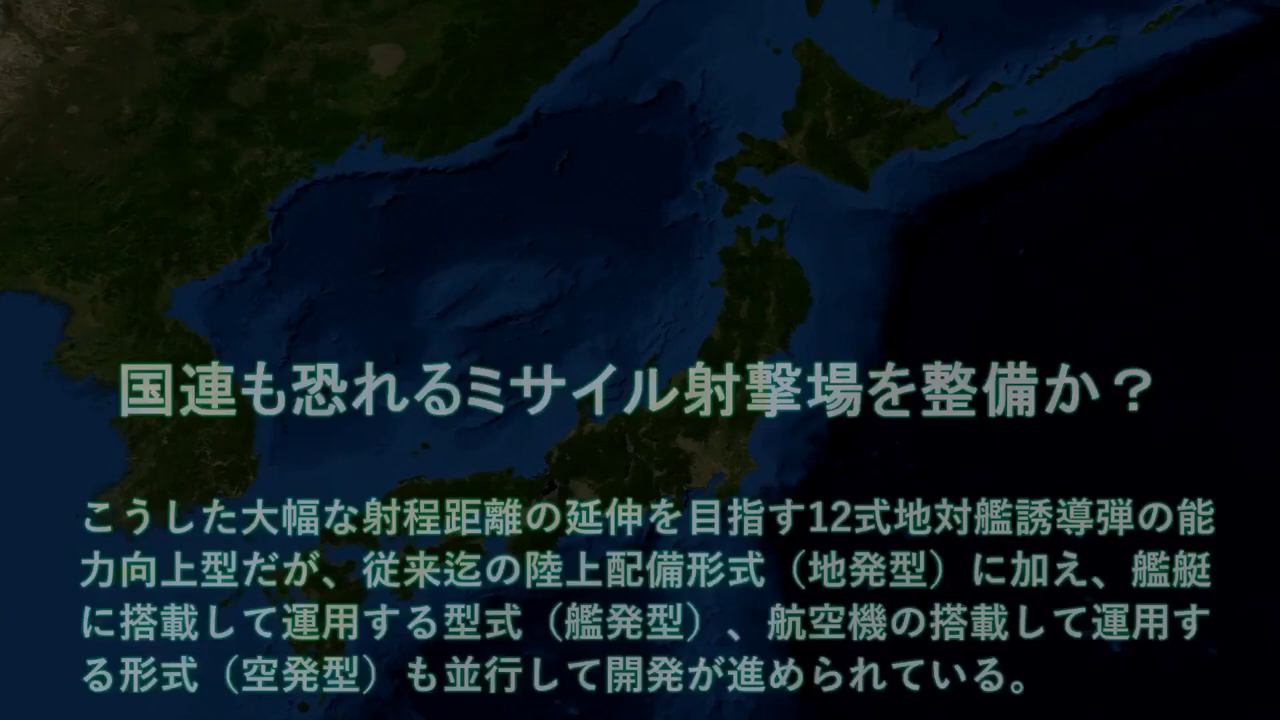 国連も恐れるミサイル射撃場を整備か？
こうした大幅な射程距離の延伸を目指す12式地対艦誘導弾の能
力向上型だが、従来迄の陸上配備形式（地発型）に加え、艦艇
に搭載して運用する型式（艦発型）、航空機の搭載して運用す
る形式（空発型）も並行して開発が進められている。